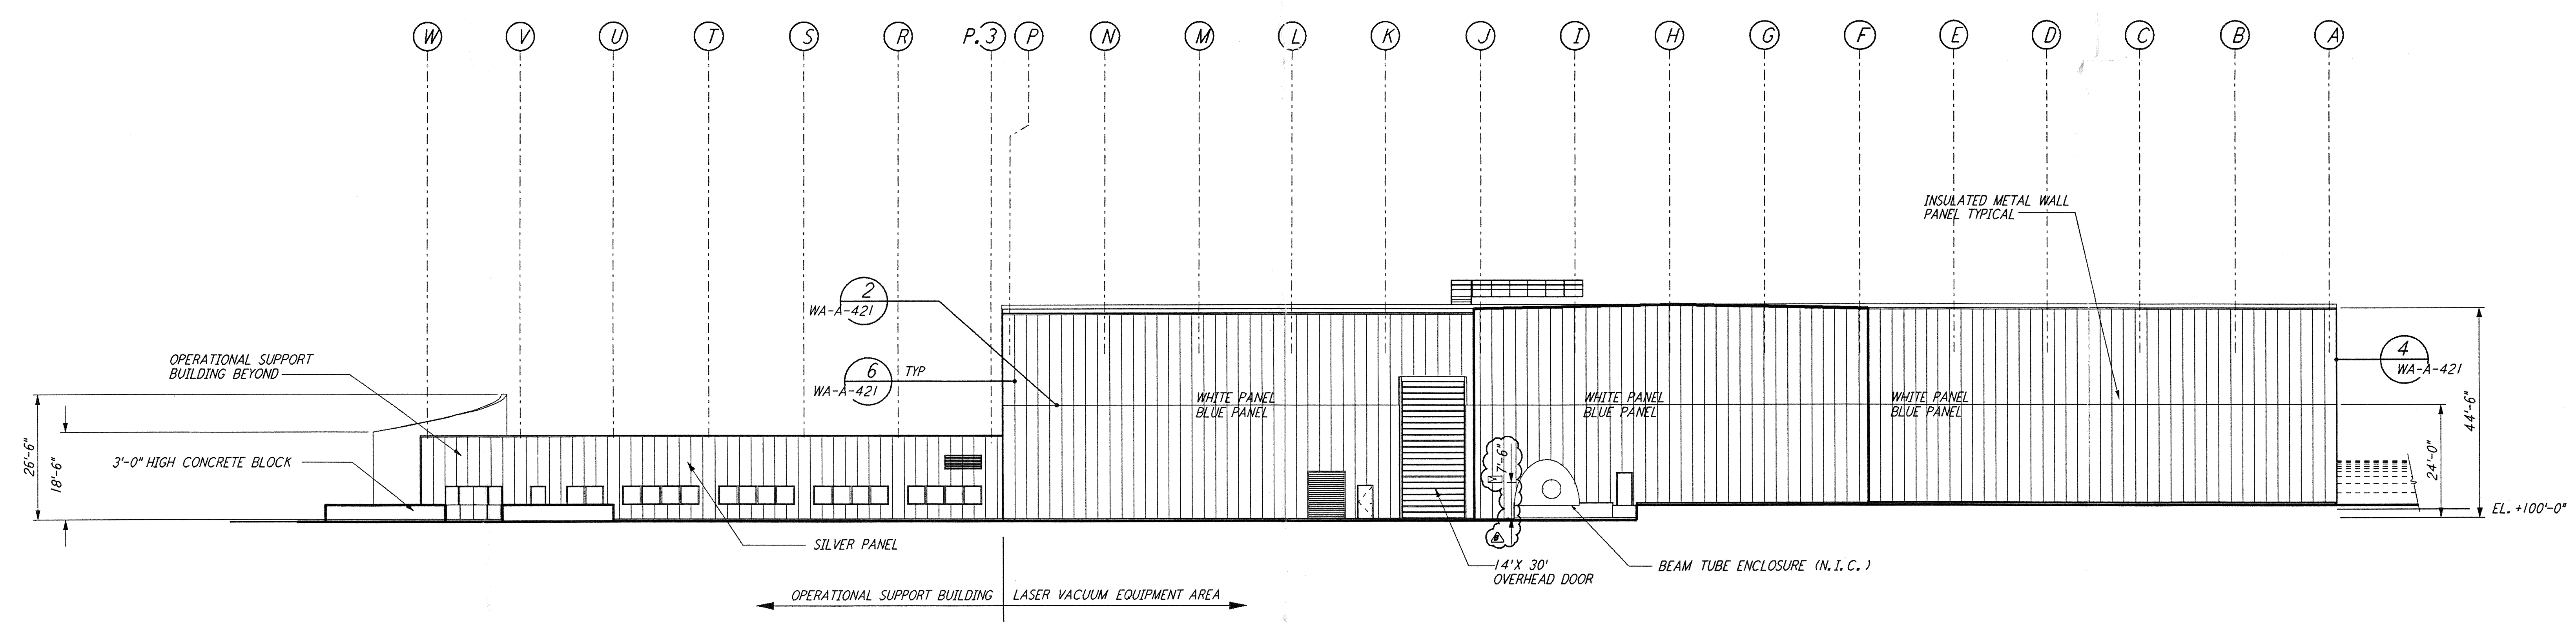 W V U T S R P.3 P N M L K J I H G F E D C B A
INSULATED METAL WALL
PANEL TYPICAL
2
WA-A-421
6 TYP
WA-A-421
4
WA-A-421
OPERATIONAL SUPPORT
BUILDING BEYOND
WHITE PANEL
BLUE PANEL
WHITE PANEL
BLUE PANEL
WHITE PANEL
BLUE PANEL
26'-6"
18'-6"
3'-0" HIGH CONCRETE BLOCK
7'-6"
44'-6"
24'-0"
EL. +100'-0"
SILVER PANEL
14'X 30'
OVERHEAD DOOR
BEAM TUBE ENCLOSURE (N.I.C.)
OPERATIONAL SUPPORT BUILDING
LASER VACUUM EQUIPMENT AREA